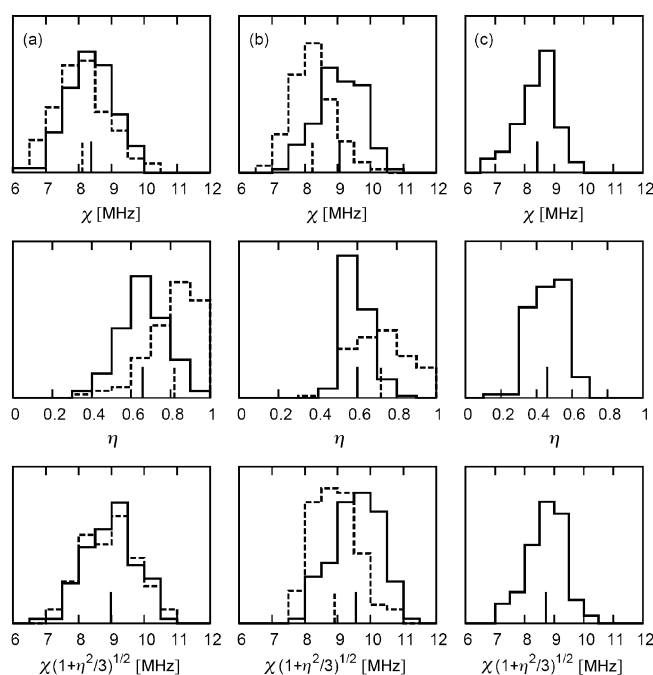 (a) (b) (c)
6 7 8 9 10 11 12 6 7 8 9 10 11 12 6 7 8 9 10 11 12
χ [MHz] χ [MHz] χ [MHz]
0 0.2 0.4 0.6 0.8 1 0 0.2 0.4 0.6 0.8 1 0 0.2 0.4 0.6 0.8 1
η η η
6 7 8 9 10 11 12 6 7 8 9 10 11 12 6 7 8 9 10 11 12
χ(1+η²/3)^1/2 [MHz] χ(1+η²/3)^1/2 [MHz] χ(1+η²/3)^1/2 [MHz]